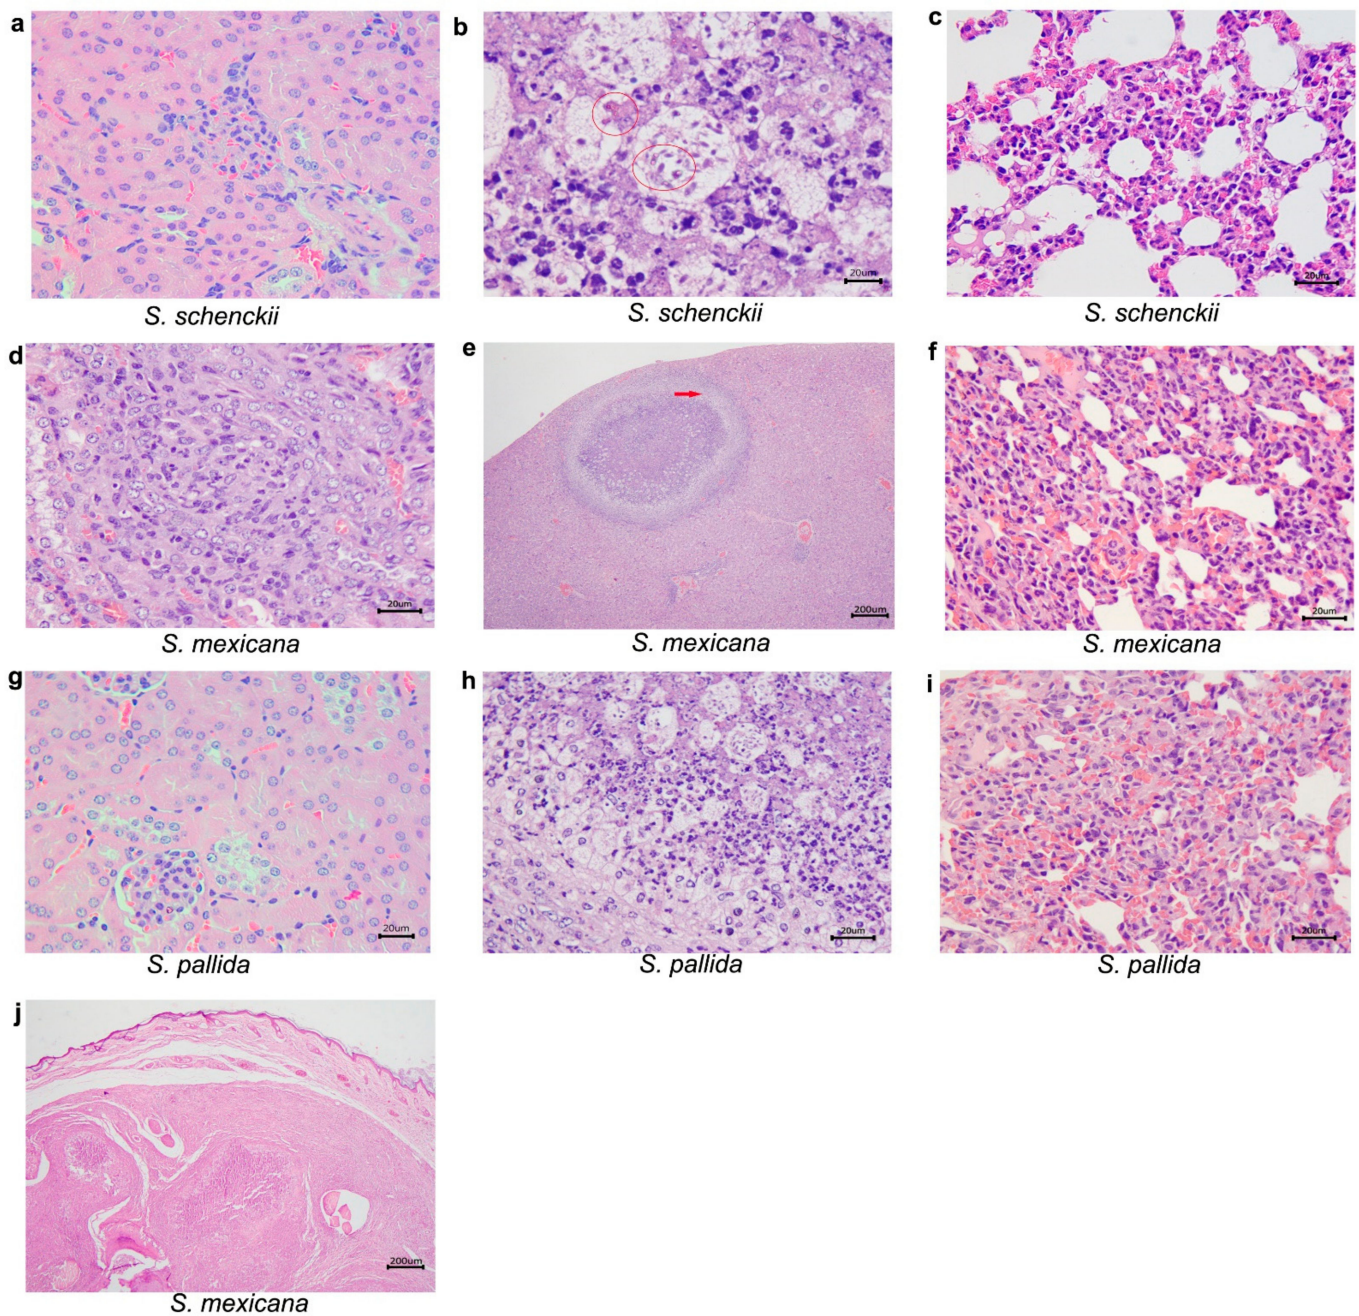 a b c
20um 20um
S. schenckii S. schenckii S. schenckii
d e f
20um 200um 20um
S. mexicana S. mexicana S. mexicana
g h i
20um 20um 20um
S. pallida S. pallida S. pallida
j
200um
S. mexicana